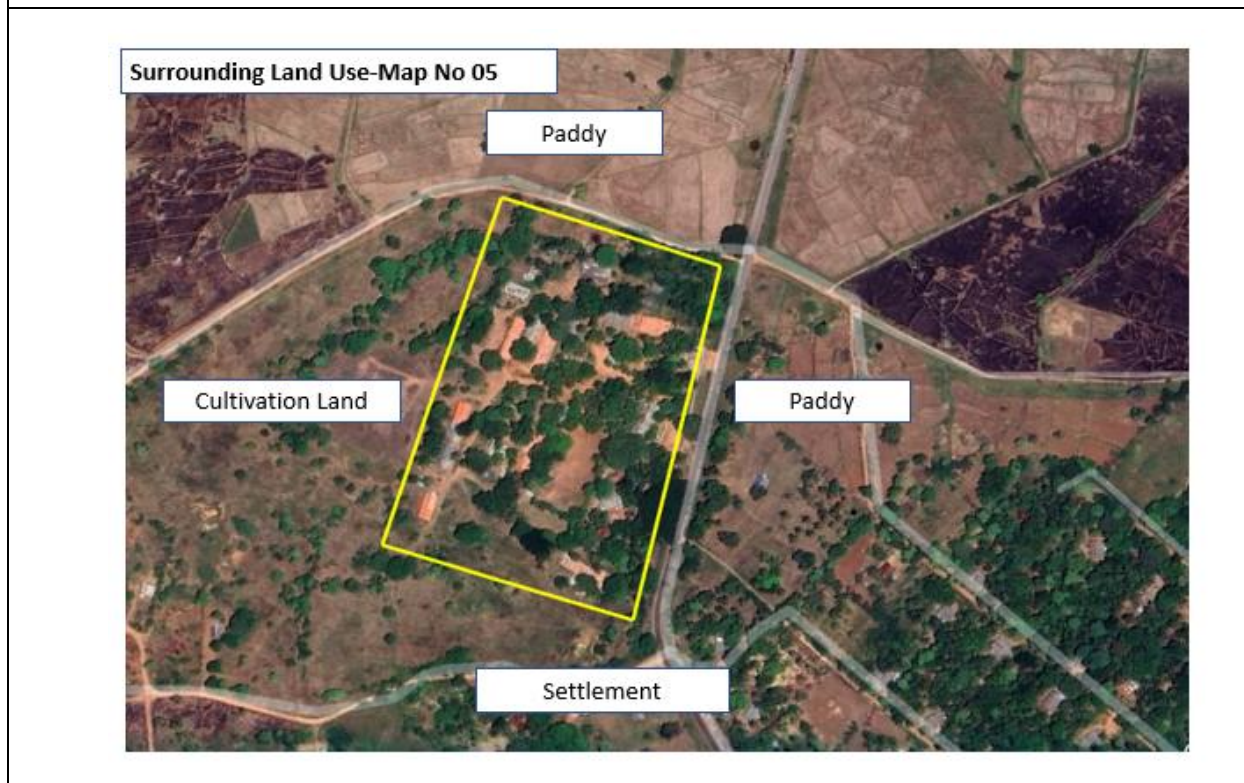 Surrounding Land Use-Map No 05
Paddy
Cultivation Land
Paddy
Settlement